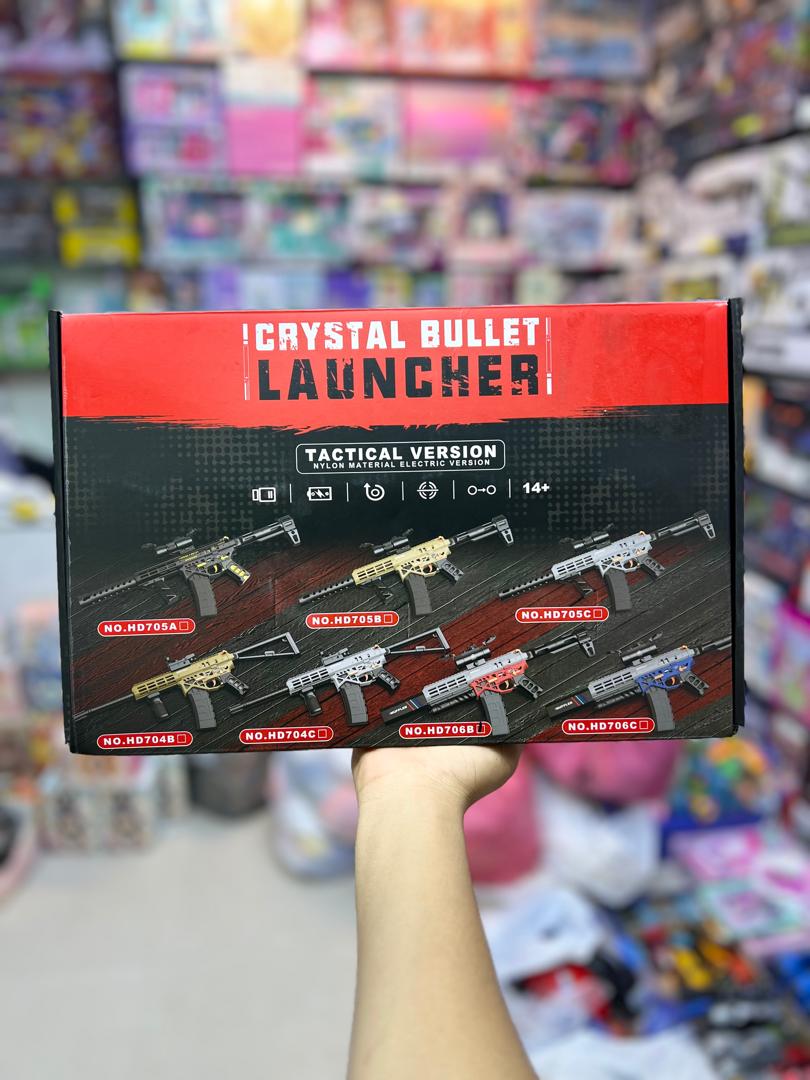 CRYSTAL BULLET
LAUNCHER
TACTICAL VERSION
NYLON MATERIAL ELECTRIC VERSION
14+
NO.HD705A
NO.HD705B
NO.HD705C
NO.HD704B
NO.HD704C
NO.HD706B
NO.HD706C